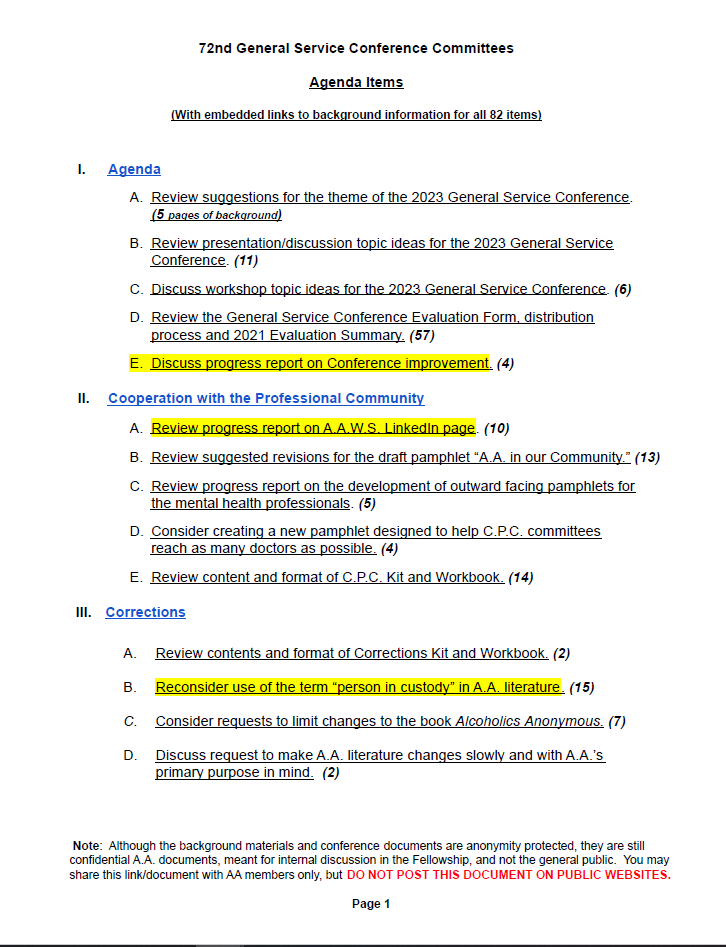 72nd General Service Conference Committees
Agenda Items
(With embedded links to background information for all 82 items)
I. Agenda
A. Review suggestions for the theme of the 2023 General Service Conference.
(5 pages of background)
B. Review presentation/discussion topic ideas for the 2023 General Service
Conference. (11)
C. Discuss workshop topic ideas for the 2023 General Service Conference. (6)
D. Review the General Service Conference Evaluation Form, distribution
process and 2021 Evaluation Summary. (57)
E. Discuss progress report on Conference improvement. (4)
II. Cooperation with the Professional Community
A. Review progress report on A.A.W.S. LinkedIn page. (10)
B. Review suggested revisions for the draft pamphlet “A.A. in our Community.” (13)
C. Review progress report on the development of outward facing pamphlets for
the mental health professionals. (5)
D. Consider creating a new pamphlet designed to help C.P.C. committees
reach as many doctors as possible. (4)
E. Review content and format of C.P.C. Kit and Workbook. (14)
III. Corrections
A. Review contents and format of Corrections Kit and Workbook. (2)
B. Reconsider use of the term “person in custody” in A.A. literature. (15)
C. Consider requests to limit changes to the book Alcoholics Anonymous. (7)
D. Discuss request to make A.A. literature changes slowly and with A.A.’s
primary purpose in mind. (2)
Note: Although the background materials and conference documents are anonymity protected, they are still
confidential A.A. documents, meant for internal discussion in the Fellowship, and not the general public. You may
share this link/document with AA members only, but DO NOT POST THIS DOCUMENT ON PUBLIC WEBSITES.
Page 1